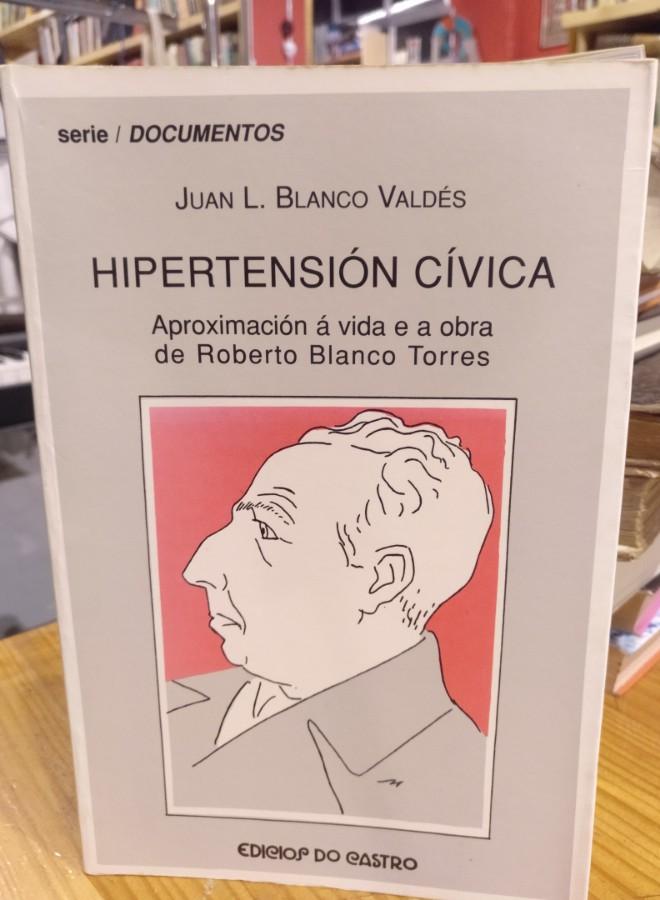 serie / DOCUMENTOS
JUAN L. BLANCO VALDÉS
HIPERTENSIÓN CÍVICA
Aproximación á vida e a obra
de Roberto Blanco Torres
EDICIOS DO CASTRO